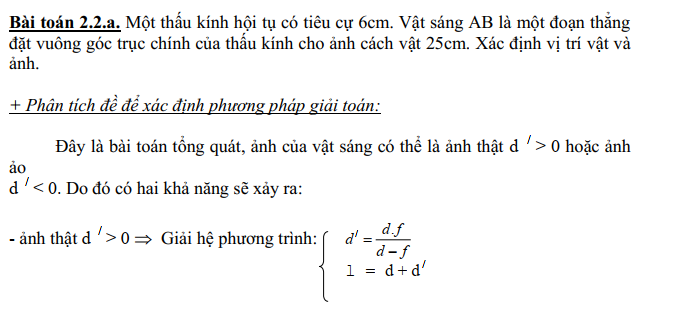 Bài toán 2.2.a. Một thấu kính hội tụ có tiêu cự 6cm. Vật sáng AB là một đoạn thẳng
đặt vuông góc trục chính của thấu kính cho ảnh cách vật 25cm. Xác định vị trí vật và
ảnh.
+ Phân tích đề để xác định phương pháp giải toán:
Đây là bài toán tổng quát, ảnh của vật sáng có thể là ảnh thật d / > 0 hoặc ảnh
ảo
d / < 0. Do đó có hai khả năng sẽ xảy ra:
- ảnh thật d / > 0 ⇒ Giải hệ phương trình: { d/ = d.f / (d − f)
l = d + d/